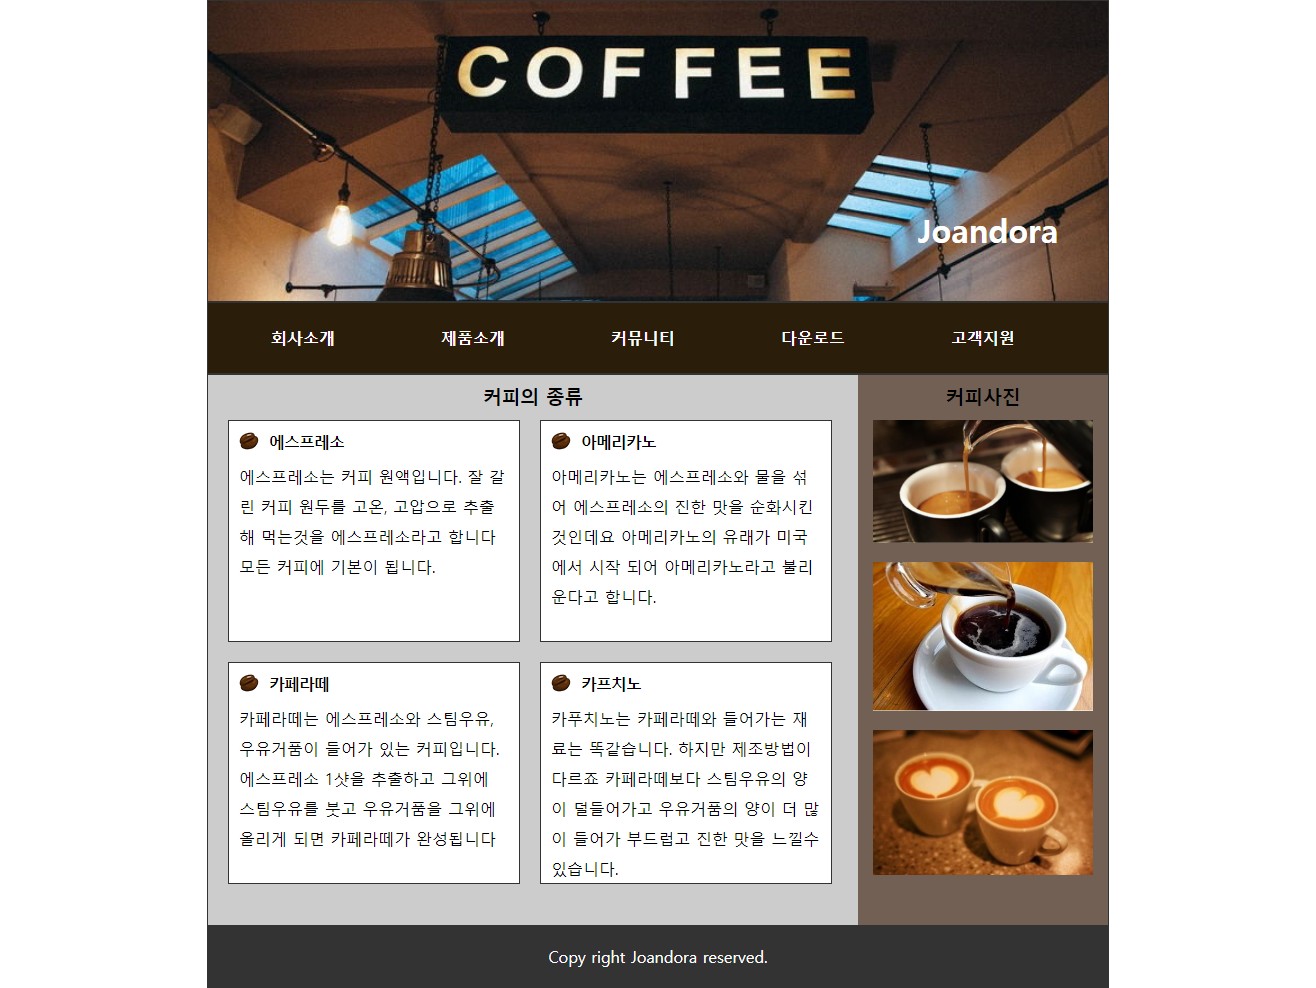 COFFEE
Joandora
회사소개 제품소개 커뮤니티 다운로드 고객지원
커피의 종류
에스프레소
에스프레소는 커피 원액입니다. 잘 갈
린 커피 원두를 고온, 고압으로 추출
해 먹는것을 에스프레소라고 합니다
모든 커피에 기본이 됩니다.
아메리카노
아메리카노는 에스프레소와 물을 섞
어 에스프레소의 진한 맛을 순화시킨
것인데요 아메리카노의 유래가 미국
에서 시작 되어 아메리카노라고 불리
운다고 합니다.
카페라떼
카페라떼는 에스프레소와 스팀우유,
우유거품이 들어가 있는 커피입니다.
에스프레소 1샷을 추출하고 그위에
스팀우유를 붓고 우유거품을 그위에
올리게 되면 카페라떼가 완성됩니다
카프치노
카푸치노는 카페라떼와 들어가는 재
료는 똑같습니다. 하지만 제조방법이
다르죠 카페라떼보다 스팀우유의 양
이 덜들어가고 우유거품의 양이 더 많
이 들어가 부드럽고 진한 맛을 느낄수
있습니다.
커피사진
Copy right Joandora reserved.